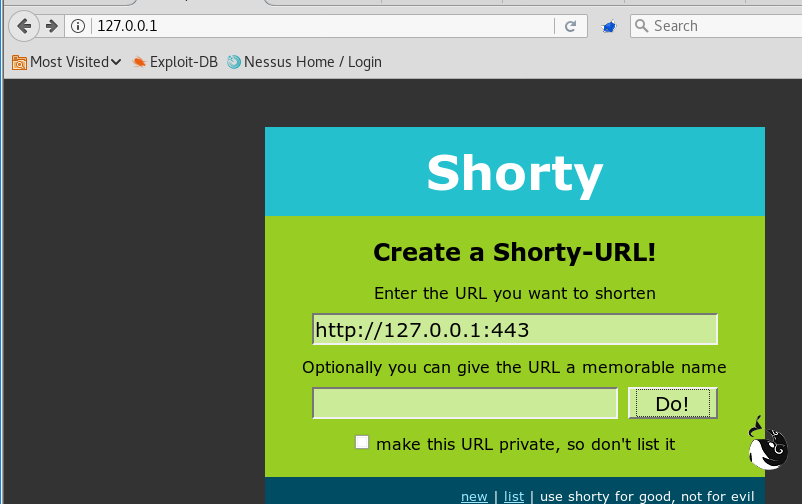 127.0.0.1
Search
Most Visited Exploit-DB Nessus Home / Login
Shorty
Create a Shorty-URL!
Enter the URL you want to shorten
http://127.0.0.1:443
Optionally you can give the URL a memorable name
Do!
make this URL private, so don't list it
new | list | use shorty for good, not for evil